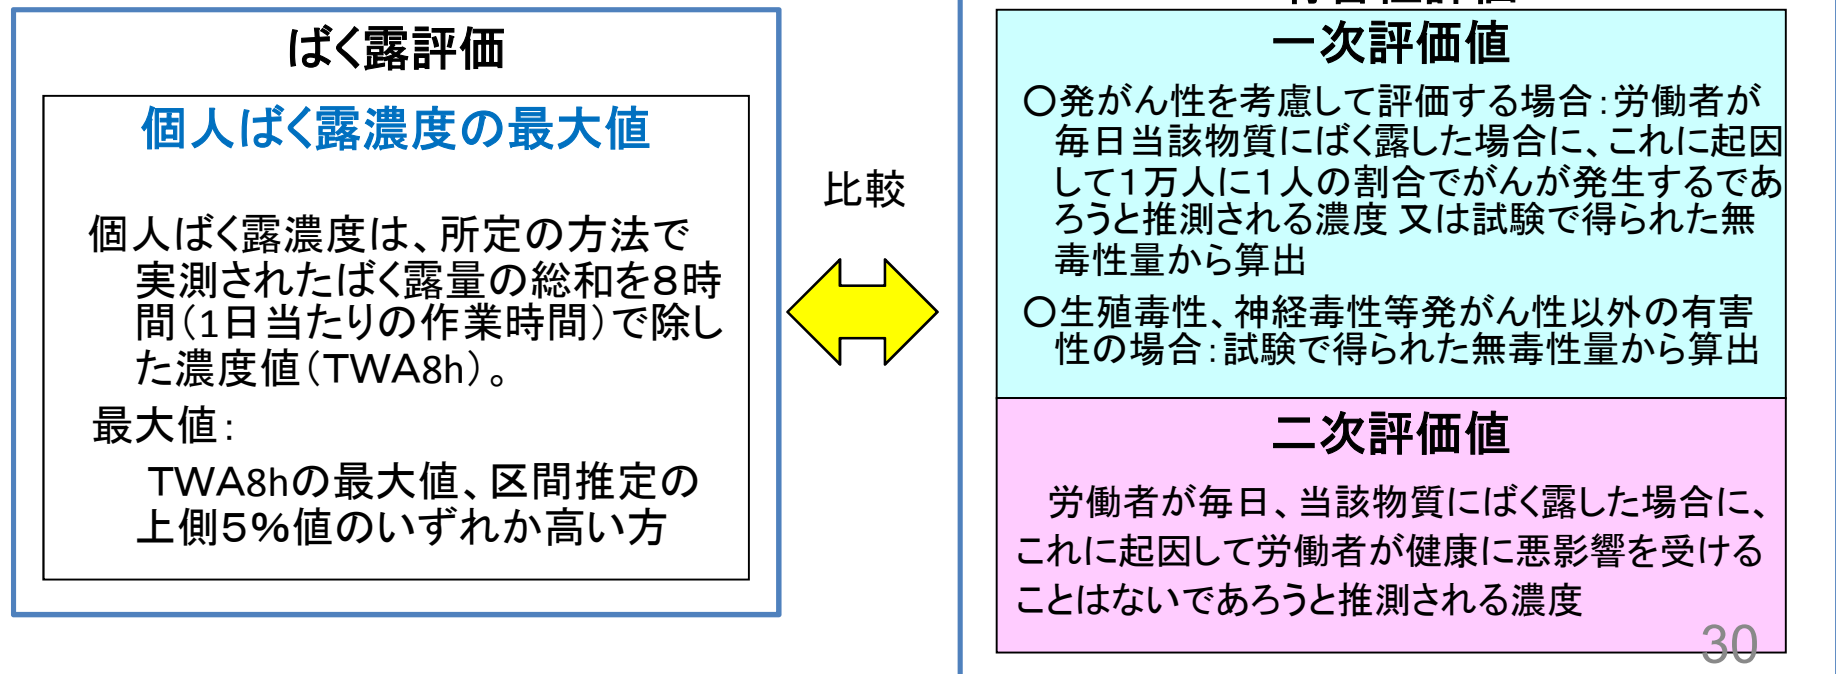 ばく露評価
個人ばく露濃度の最大値
個人ばく露濃度は、所定の方法で
実測されたばく露量の総和を8時
間（1日当たりの作業時間）で除し
た濃度値（TWA8h）。
最大値：
TWA8hの最大値、区間推定の
上側5％値のいずれか高い方
比較
一次評価値
○発がん性を考慮して評価する場合：労働者が
毎日当該物質にばく露した場合に、これに起因
して1万人に1人の割合でがんが発生するであ
ろうと推測される濃度 又は試験で得られた無
毒性量から算出
○生殖毒性、神経毒性等発がん性以外の有害
性の場合：試験で得られた無毒性量から算出
二次評価値
労働者が毎日、当該物質にばく露した場合に、
これに起因して労働者が健康に悪影響を受ける
ことはないであろうと推測される濃度
30